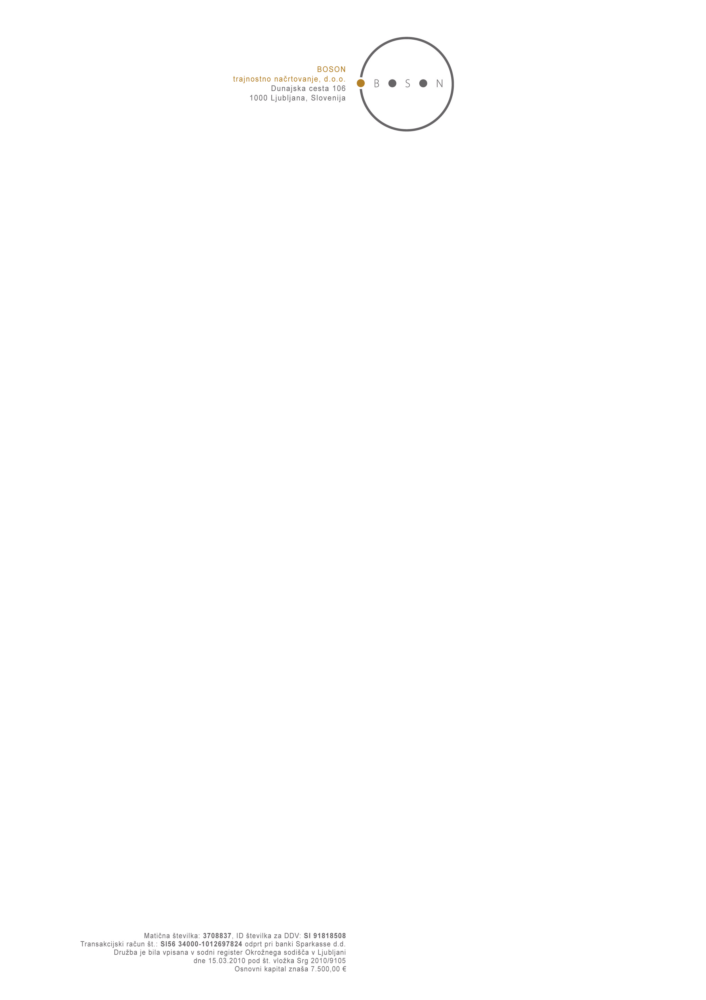 BOSON
trajnostno načrtovanje, d.o.o.
Dunajska cesta 106
1000 Ljubljana, Slovenija
B S N
Matična številka: 3708837, ID številka za DDV: SI 91818508
Transakcijski račun št.: SI56 34000-1012697824 odprt pri banki Sparkasse d.d.
Družba je bila vpisana v sodni register Okrožnega sodišča v Ljubljani
dne 15.03.2010 pod št. vložka Srg 2010/9105
Osnovni kapital znaša 7.500,00 €